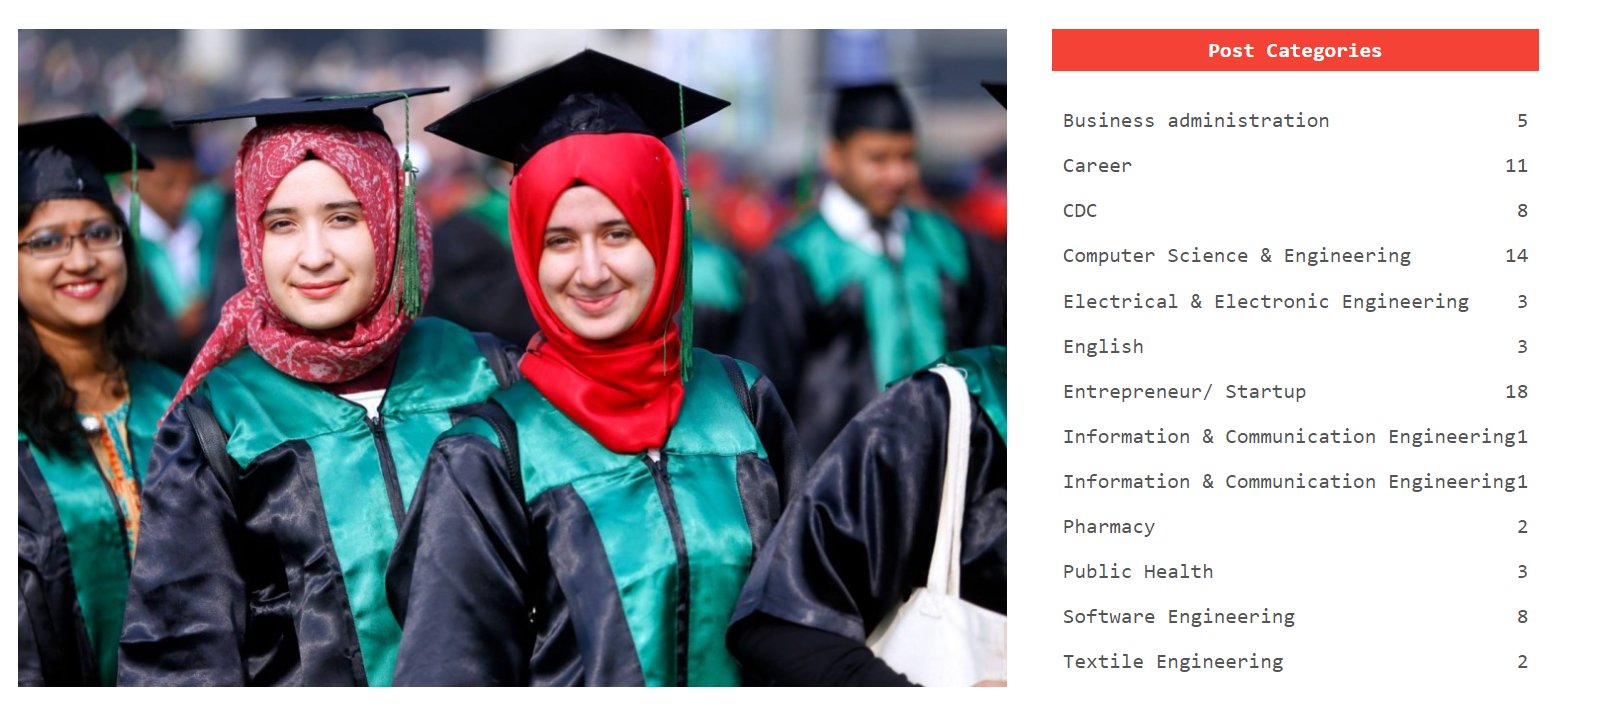 Post Categories
Business administration 5
Career 11
CDC 8
Computer Science & Engineering 14
Electrical & Electronic Engineering 3
English 3
Entrepreneur/ Startup 18
Information & Communication Engineering1
Information & Communication Engineering1
Pharmacy 2
Public Health 3
Software Engineering 8
Textile Engineering 2